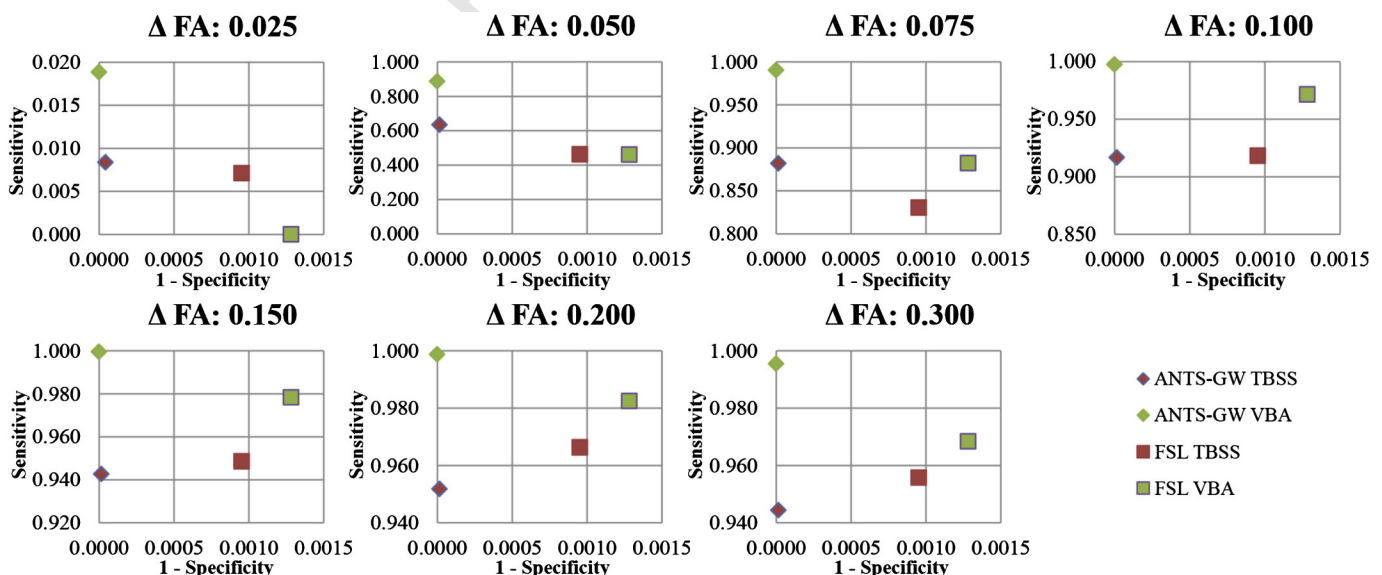 Δ FA: 0.025
0.020
0.015
0.010
0.005
0.000
Sensitivity
0.0000 0.0005 0.0010 0.0015
1 - Specificity
Δ FA: 0.050
1.000
0.800
0.600
0.400
0.200
0.000
Sensitivity
0.0000 0.0005 0.0010 0.0015
1 - Specificity
Δ FA: 0.075
1.000
0.950
0.900
0.850
0.800
Sensitivity
0.0000 0.0005 0.0010 0.0015
1 - Specificity
Δ FA: 0.100
1.000
0.950
0.900
0.850
Sensitivity
0.0000 0.0005 0.0010 0.0015
1 - Specificity
Δ FA: 0.150
1.000
0.980
0.960
0.940
0.920
Sensitivity
0.0000 0.0005 0.0010 0.0015
1 - Specificity
Δ FA: 0.200
1.000
0.980
0.960
0.940
Sensitivity
0.0000 0.0005 0.0010 0.0015
1 - Specificity
Δ FA: 0.300
1.000
0.980
0.960
0.940
Sensitivity
0.0000 0.0005 0.0010 0.0015
1 - Specificity
ANTS-GW TBSS
ANTS-GW VBA
FSL TBSS
FSL VBA